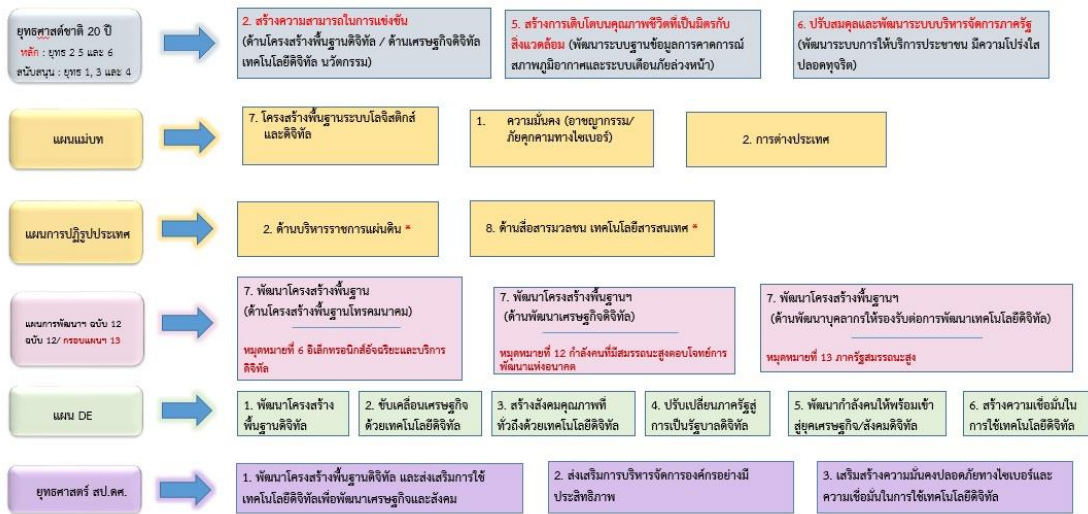 ยุทธศาสตร์ชาติ 20 ปี
หลัก : ยุทธ 2 5 และ 6
สนับสนุน : ยุทธ 1, 3 และ 4
2. สร้างความสามารถในการแข่งขัน
(ด้านโครงสร้างพื้นฐานดิจิทัล / ด้านเศรษฐกิจดิจิทัล
เทคโนโลยีดิจิทัล นวัตกรรม)
5. สร้างการเติบโตบนคุณภาพชีวิตที่เป็นมิตรกับ
สิ่งแวดล้อม (พัฒนาระบบฐานข้อมูลการคาดการณ์
สภาพภูมิอากาศและระบบเตือนภัยล่วงหน้า)
6. ปรับสมดุลและพัฒนาระบบบริหารจัดการภาครัฐ
(พัฒนาระบบการให้บริการประชาชน มีความโปร่งใส
ปลอดทุจริต)
แผนแม่บท
7. โครงสร้างพื้นฐานระบบโลจิสติกส์
และดิจิทัล
1. ความมั่นคง (อาชญากรรม/
ภัยคุกคามทางไซเบอร์)
2. การต่างประเทศ
แผนการปฏิรูปประเทศ
2. ด้านบริหารราชการแผ่นดิน *
8. ด้านสื่อสารมวลชน เทคโนโลยีสารสนเทศ *
แผนการพัฒนาฯ ฉบับ 12
ฉบับ 12/ กรอบแผนฯ 13
7. พัฒนาโครงสร้างพื้นฐาน
(ด้านโครงสร้างพื้นฐานโทรคมนาคม)
หมุดหมายที่ 6 อิเล็กทรอนิกส์อัจฉริยะและบริการ
ดิจิทัล
7. พัฒนาโครงสร้างพื้นฐานฯ
(ด้านพัฒนาเศรษฐกิจดิจิทัล)
หมุดหมายที่ 12 กำลังคนที่มีสมรรถนะสูงตอบโจทย์การ
พัฒนาแห่งอนาคต
7. พัฒนาโครงสร้างพื้นฐานฯ
(ด้านพัฒนาบุคลากรให้รองรับต่อการพัฒนาเทคโนโลยีดิจิทัล)
หมุดหมายที่ 13 ภาครัฐสมรรถนะสูง
แผน DE
1. พัฒนาโครงสร้าง
พื้นฐานดิจิทัล
2. ขับเคลื่อนเศรษฐกิจ
ด้วยเทคโนโลยีดิจิทัล
3. สร้างสังคมคุณภาพที่
ทั่วถึงด้วยเทคโนโลยีดิจิทัล
4. ปรับเปลี่ยนภาครัฐสู่
การเป็นรัฐบาลดิจิทัล
5. พัฒนากำลังคนให้พร้อมเข้า
สู่ยุคเศรษฐกิจ/สังคมดิจิทัล
6. สร้างความเชื่อมั่นใน
การใช้เทคโนโลยีดิจิทัล
ยุทธศาสตร์ สป.ดศ.
1. พัฒนาโครงสร้างพื้นฐานดิจิทัล และส่งเสริมการใช้
เทคโนโลยีดิจิทัลเพื่อพัฒนาเศรษฐกิจและสังคม
2. ส่งเสริมการบริหารจัดการองค์กรอย่างมี
ประสิทธิภาพ
3. เสริมสร้างความมั่นคงปลอดภัยทางไซเบอร์และ
ความเชื่อมั่นในการใช้เทคโนโลยีดิจิทัล